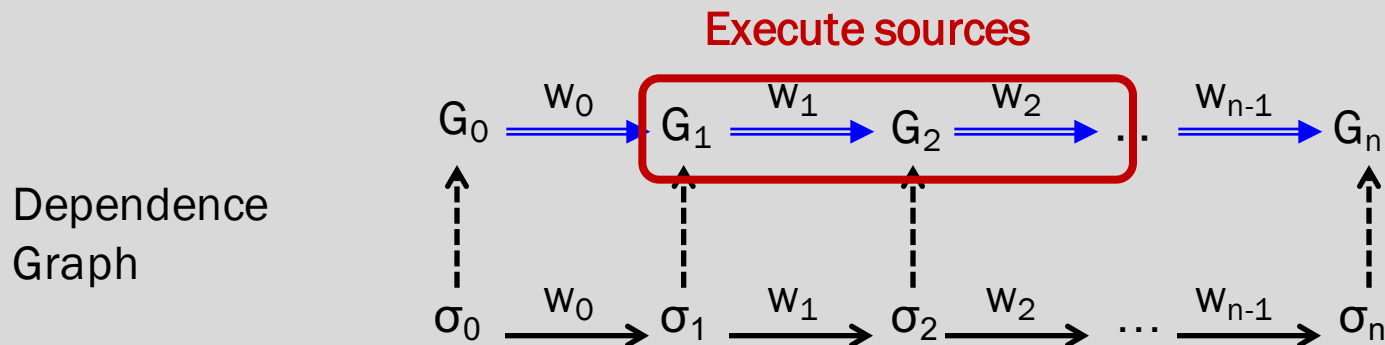 Execute sources
w₀ w₁ w₂ wₙ₋₁
G₀ G₁ G₂ ... Gₙ
Dependence
Graph
w₀ w₁ w₂ wₙ₋₁
σ₀ σ₁ σ₂ ... σₙ